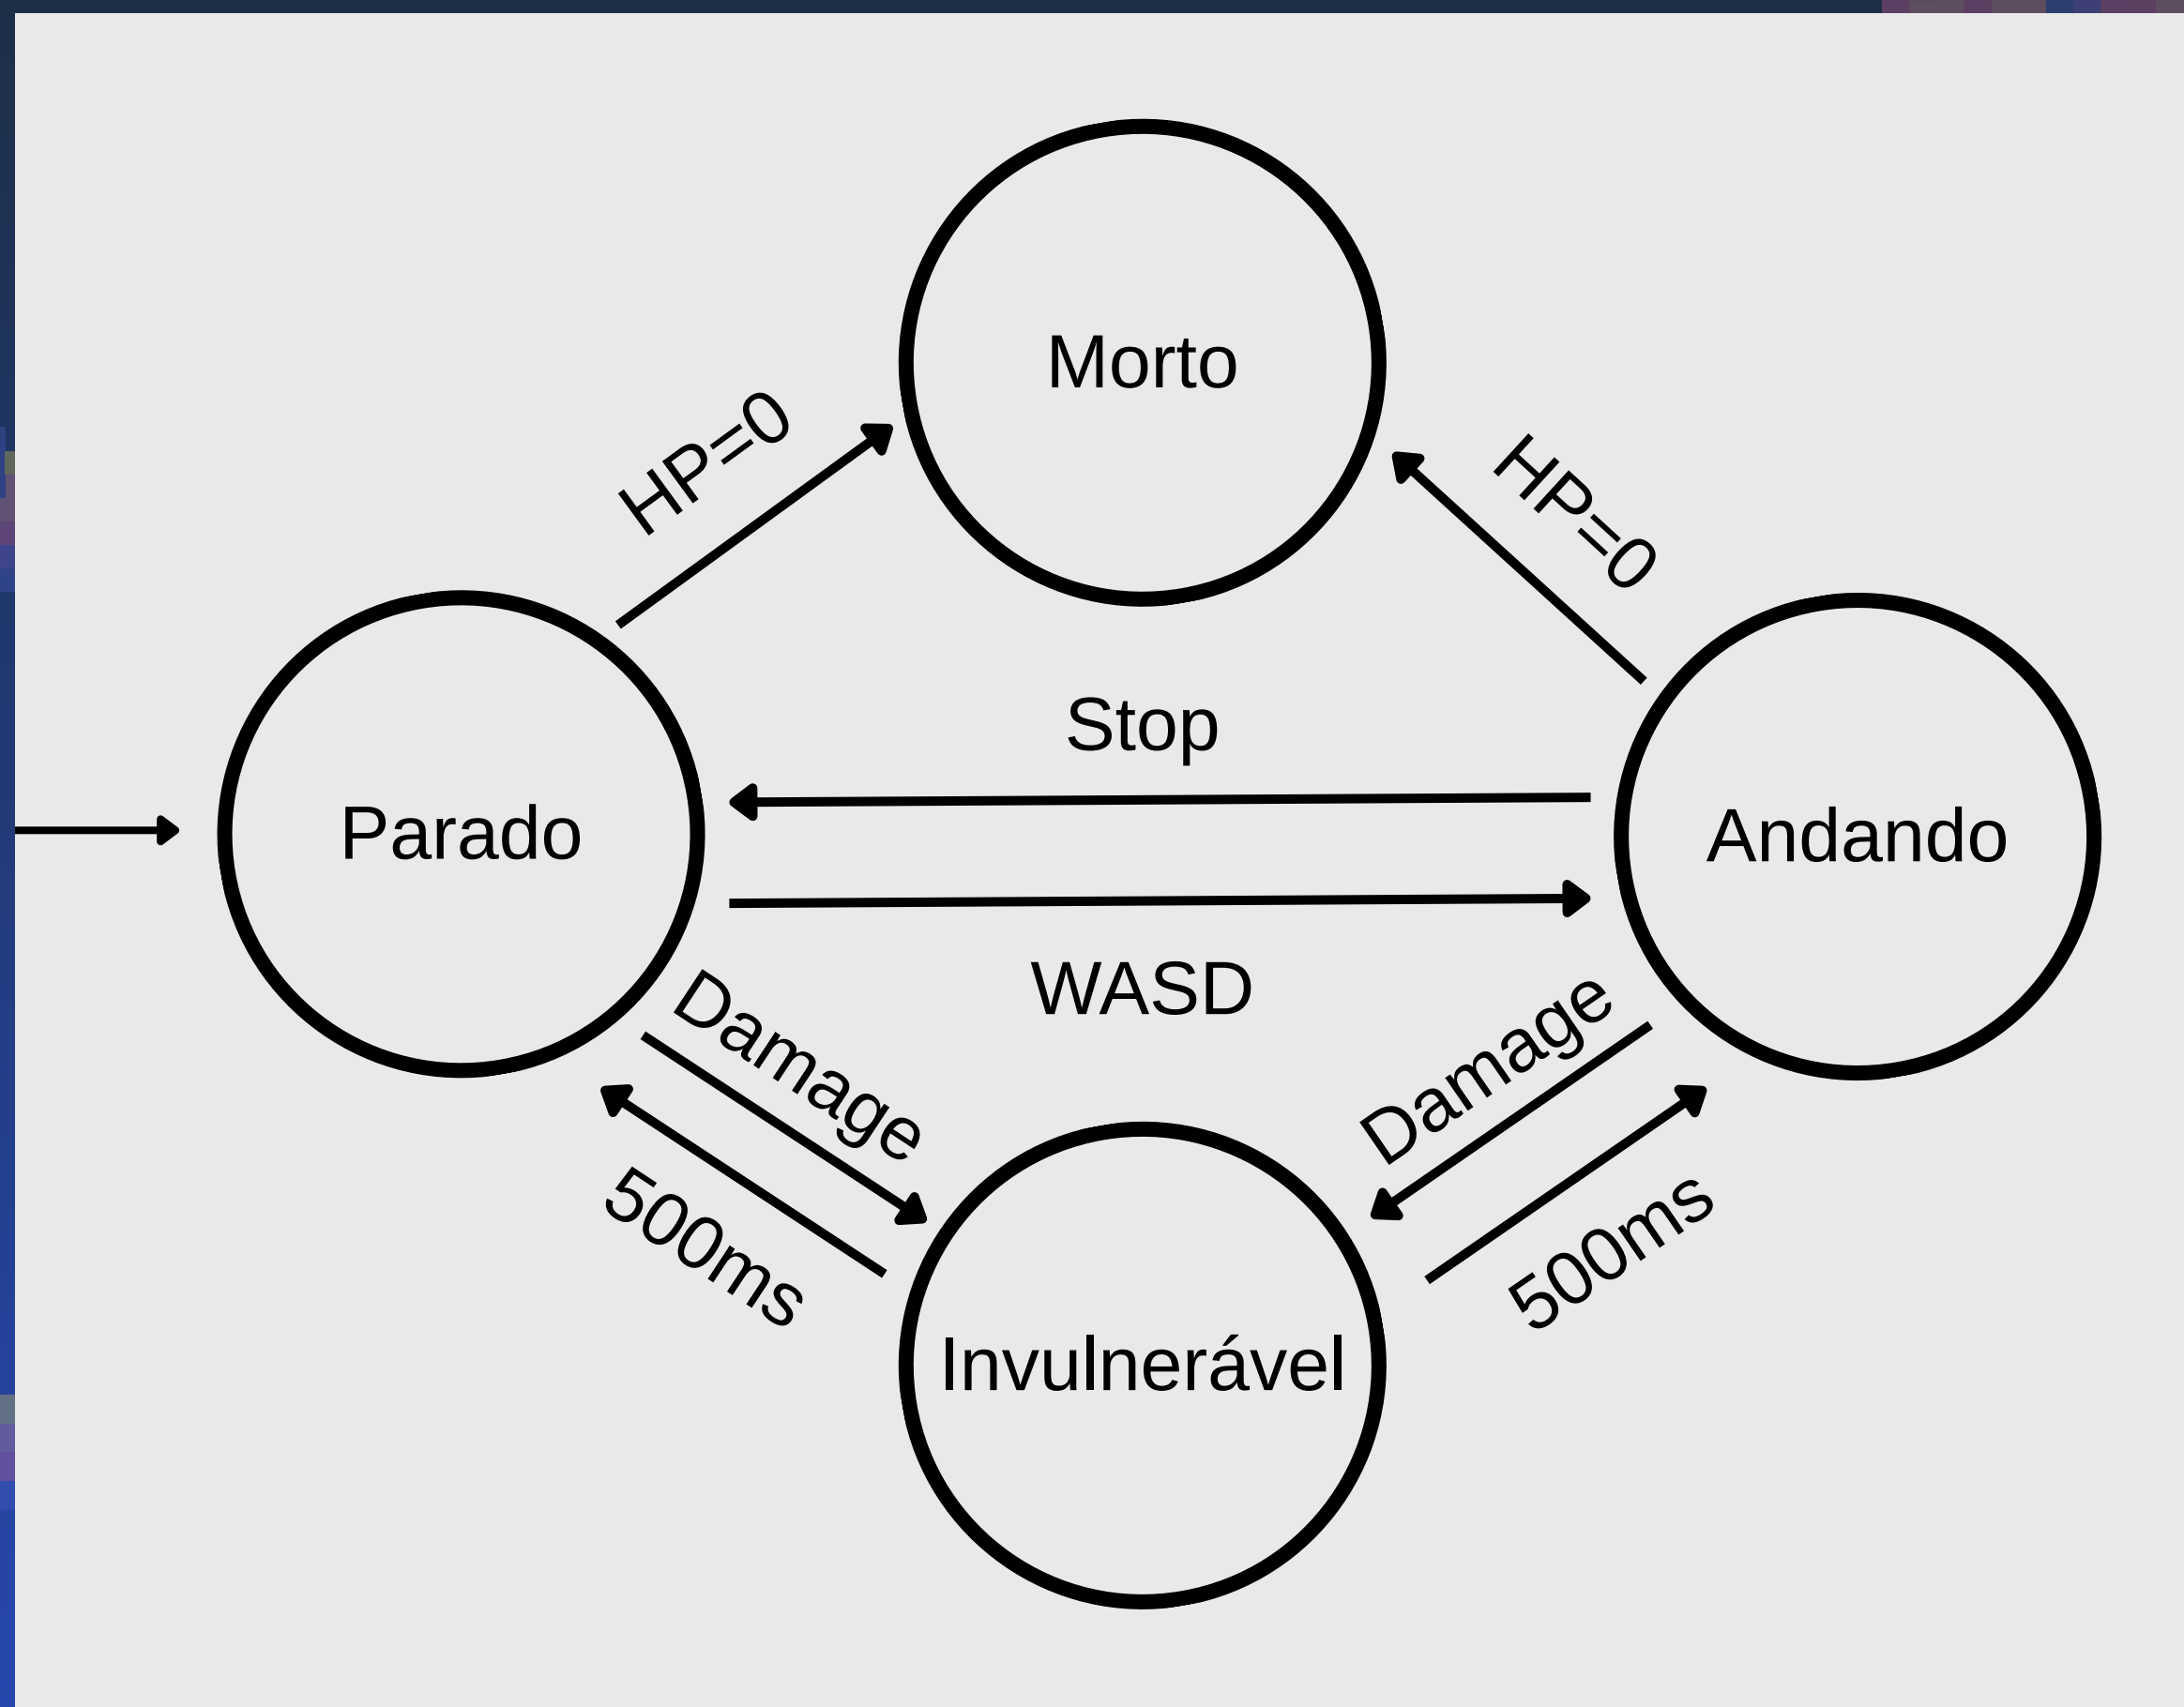 Morto
HP=0
HP=0
Stop
Parado
Andando
WASD
Damage
Damage
500ms
500ms
Invulnerável